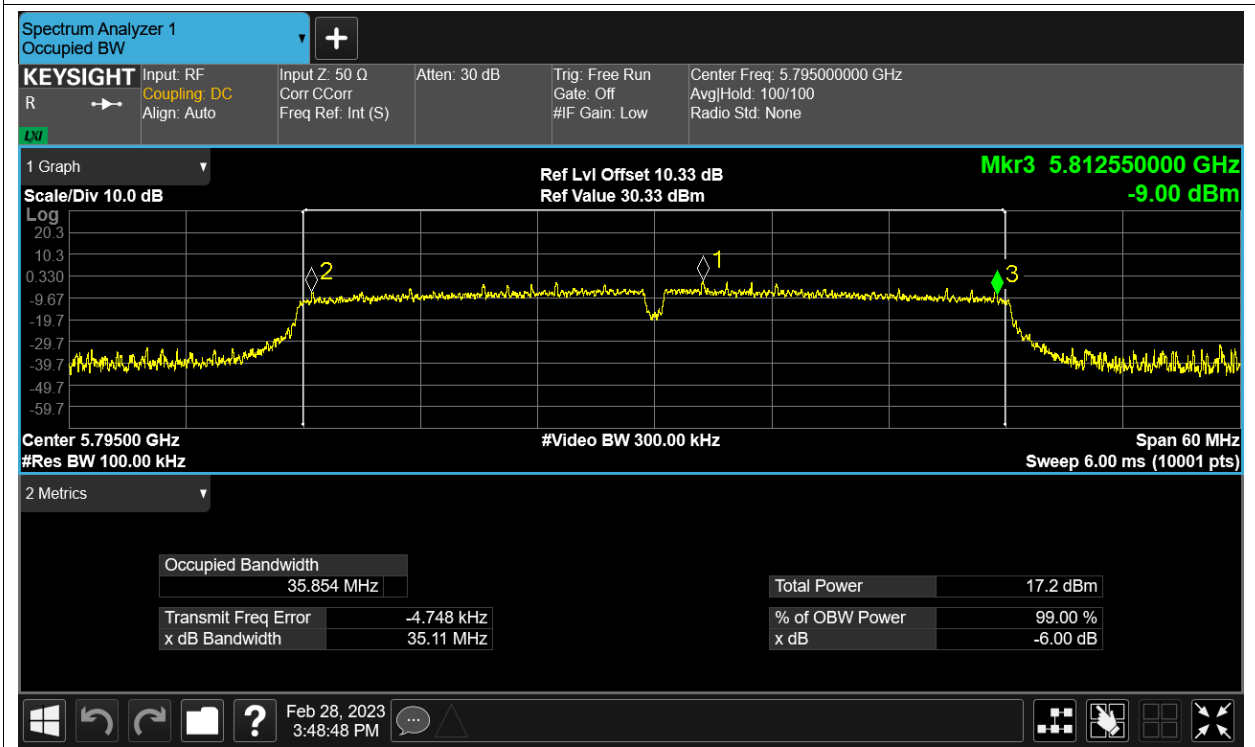 Spectrum Analyzer 1
Occupied BW
KEYSIGHT Input: RF Input Z: 50 Ω Atten: 30 dB Trig: Free Run Center Freq: 5.795000000 GHz
R Coupling: DC Corr CCorr Gate: Off Avg|Hold: 100/100
Align: Auto Freq Ref: Int (S) #IF Gain: Low Radio Std: None
LXI
1 Graph Ref Lvl Offset 10.33 dB Mkr3 5.812550000 GHz
Scale/Div 10.0 dB Ref Value 30.33 dBm -9.00 dBm
Log
20.3
10.3
0.330
-9.67
-19.7
-29.7
-39.7
-49.7
-59.7
2
1
3
Center 5.79500 GHz #Video BW 300.00 kHz Span 60 MHz
#Res BW 100.00 kHz Sweep 6.00 ms (10001 pts)
2 Metrics
Occupied Bandwidth
35.854 MHz Total Power 17.2 dBm
Transmit Freq Error -4.748 kHz % of OBW Power 99.00 %
x dB Bandwidth 35.11 MHz x dB -6.00 dB
? Feb 28, 2023
3:48:48 PM